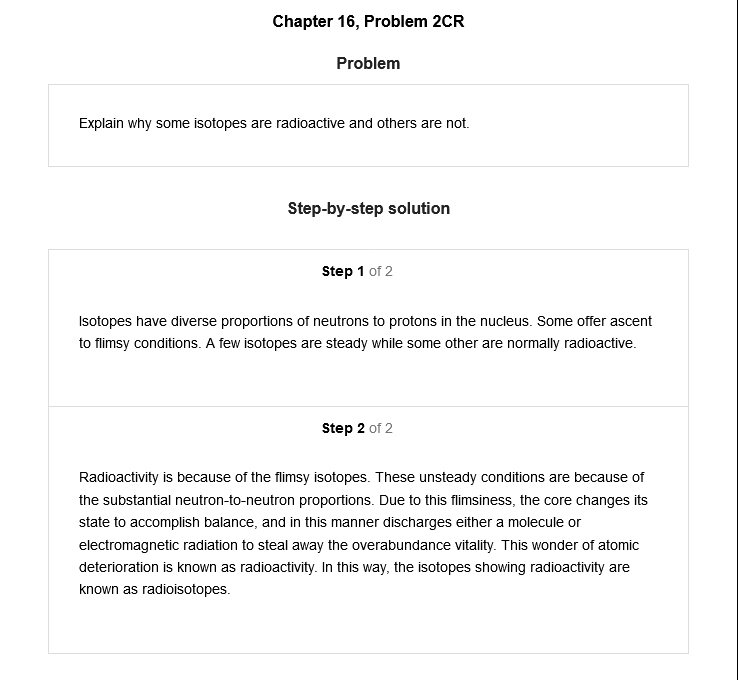 Chapter 16, Problem 2CR
Problem
Explain why some isotopes are radioactive and others are not.
Step-by-step solution
Step 1 of 2
Isotopes have diverse proportions of neutrons to protons in the nucleus. Some offer ascent
to flimsy conditions. A few isotopes are steady while some other are normally radioactive.
Step 2 of 2
Radioactivity is because of the flimsy isotopes. These unsteady conditions are because of
the substantial neutron-to-neutron proportions. Due to this flimsiness, the core changes its
state to accomplish balance, and in this manner discharges either a molecule or
electromagnetic radiation to steal away the overabundance vitality. This wonder of atomic
deterioration is known as radioactivity. In this way, the isotopes showing radioactivity are
known as radioisotopes.